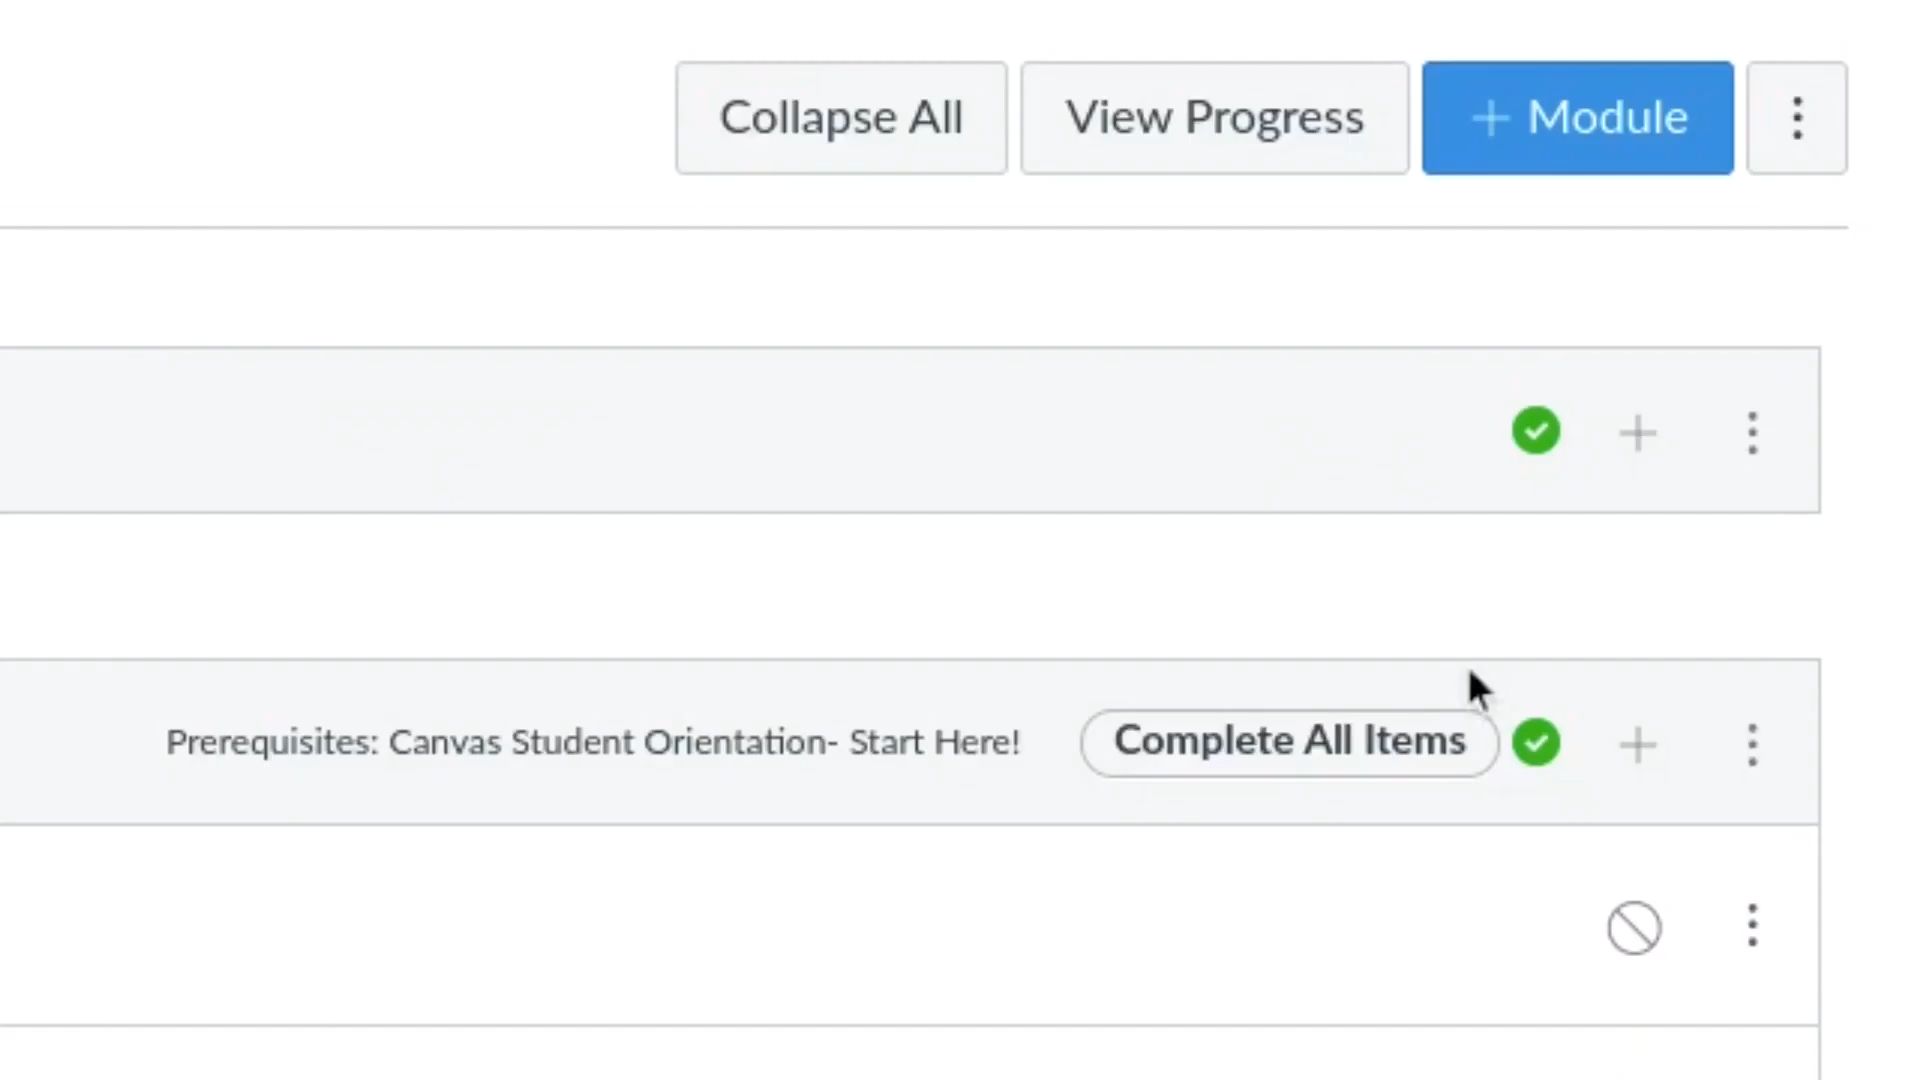 Collapse All
View Progress
+ Module
Prerequisites: Canvas Student Orientation- Start Here!
Complete All Items